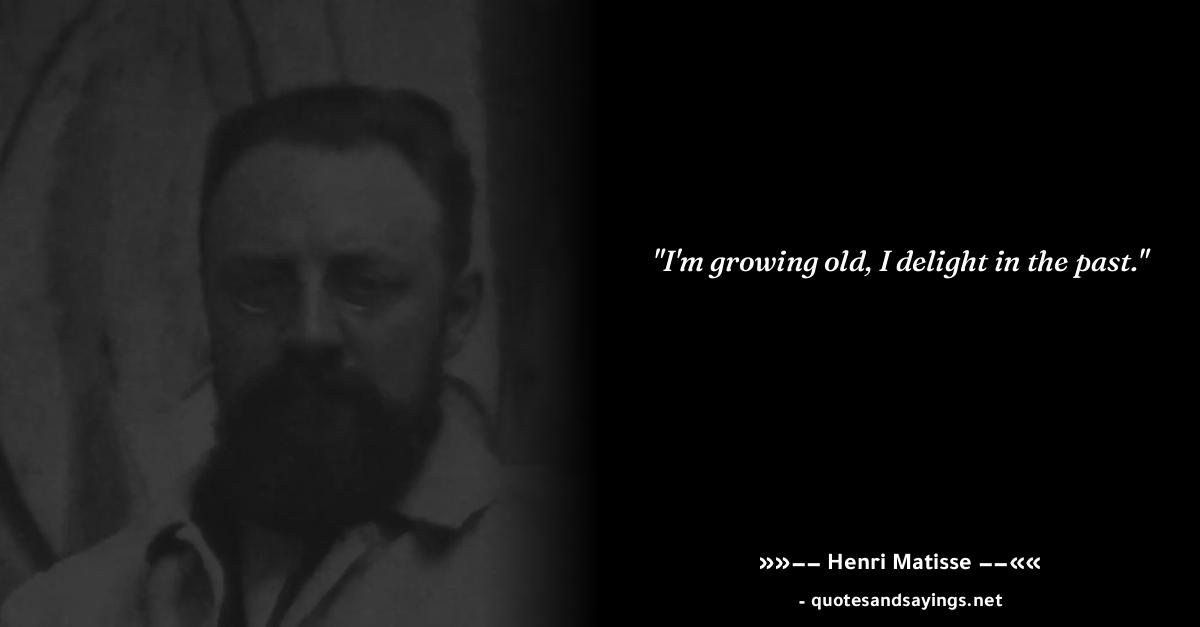 "I'm growing old, I delight in the past."
»»−− Henri Matisse −−««
- quotesandsayings.net